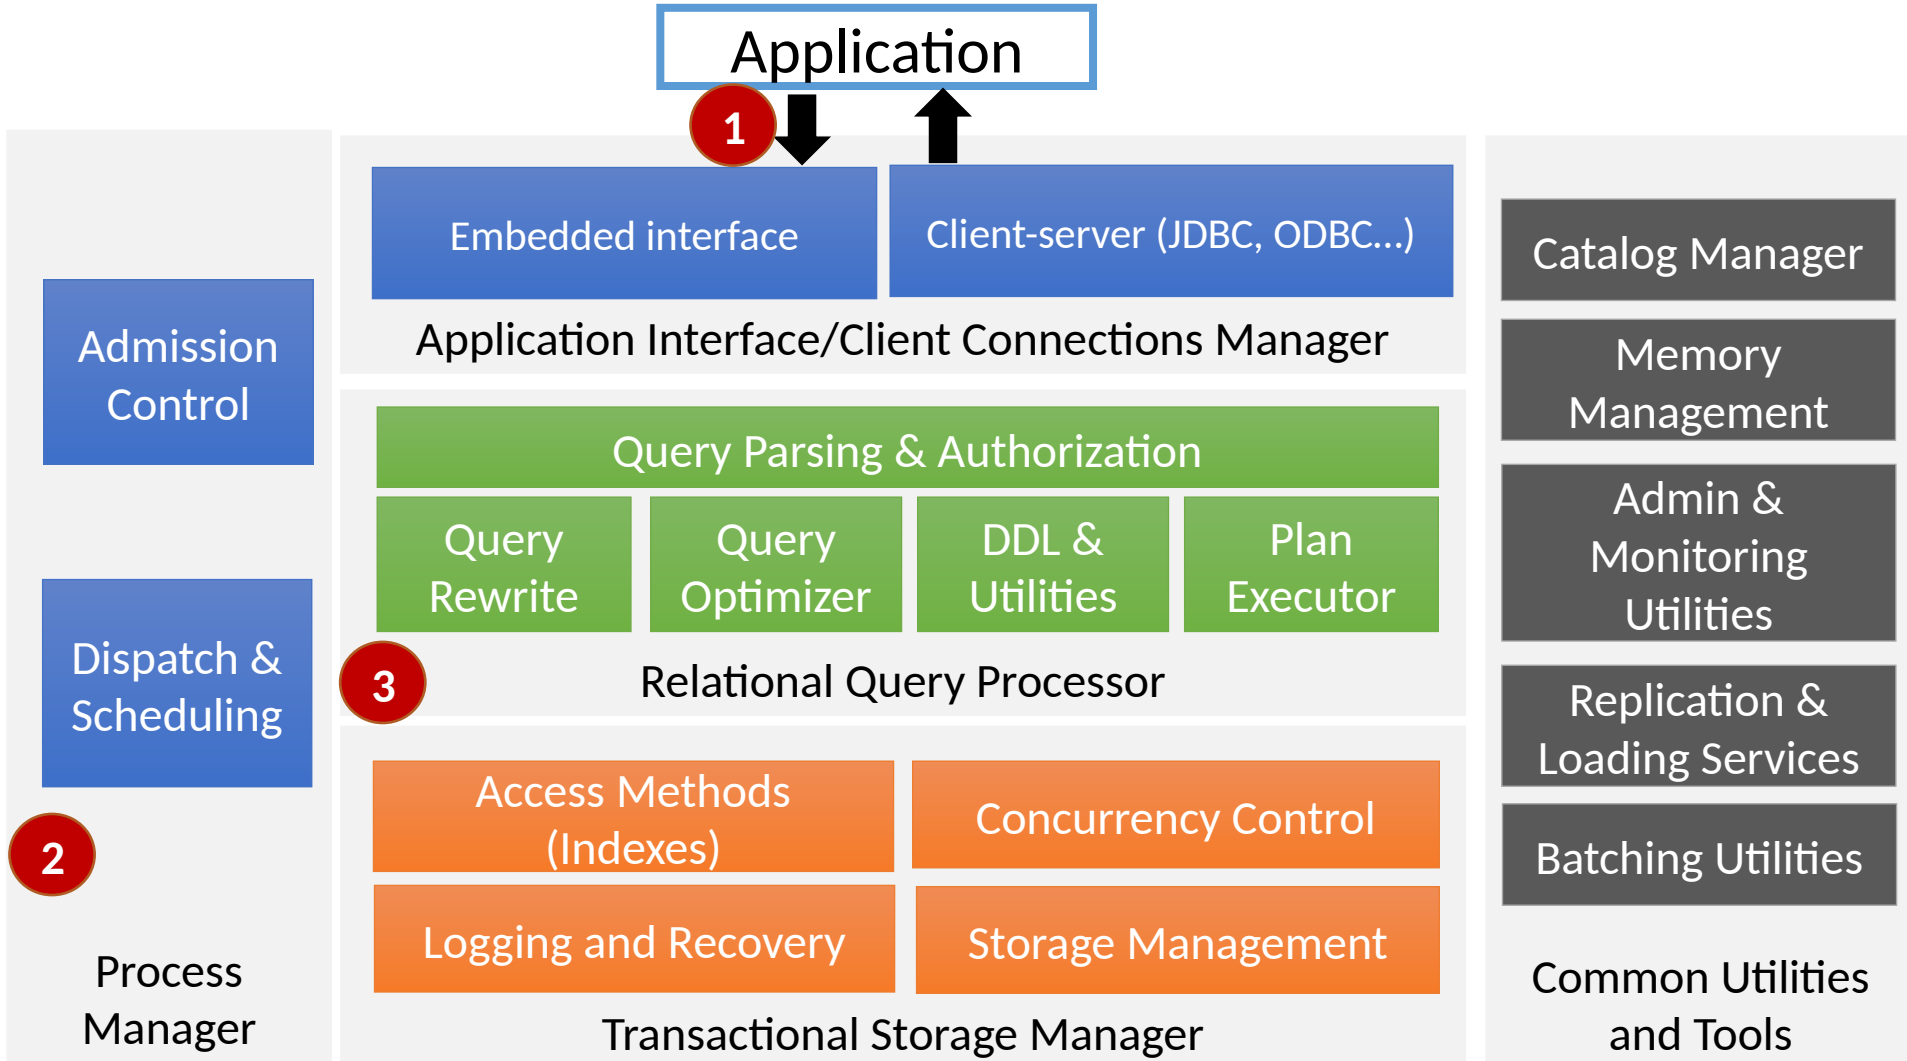 Application
1
Embedded interface
Client-server (JDBC, ODBC...)
Application Interface/Client Connections Manager
Admission
Control
Dispatch &
Scheduling
2
Process
Manager
Query Parsing & Authorization
Query
Rewrite
Query
Optimizer
DDL &
Utilities
Plan
Executor
3
Relational Query Processor
Access Methods
(Indexes)
Concurrency Control
Logging and Recovery
Storage Management
Transactional Storage Manager
Catalog Manager
Memory
Management
Admin &
Monitoring
Utilities
Replication &
Loading Services
Batching Utilities
Common Utilities
and Tools